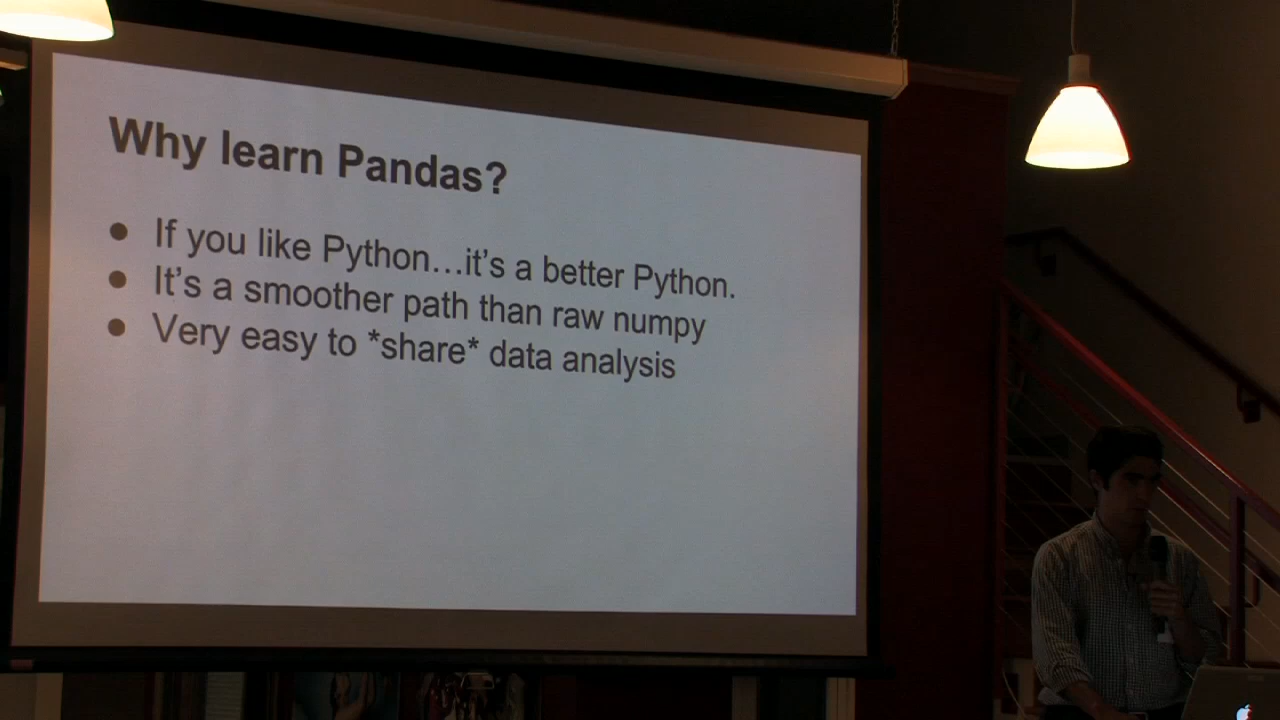 Why learn Pandas?
● If you like Python…it's a better Python.
● It's a smoother path than raw numpy
● Very easy to *share* data analysis